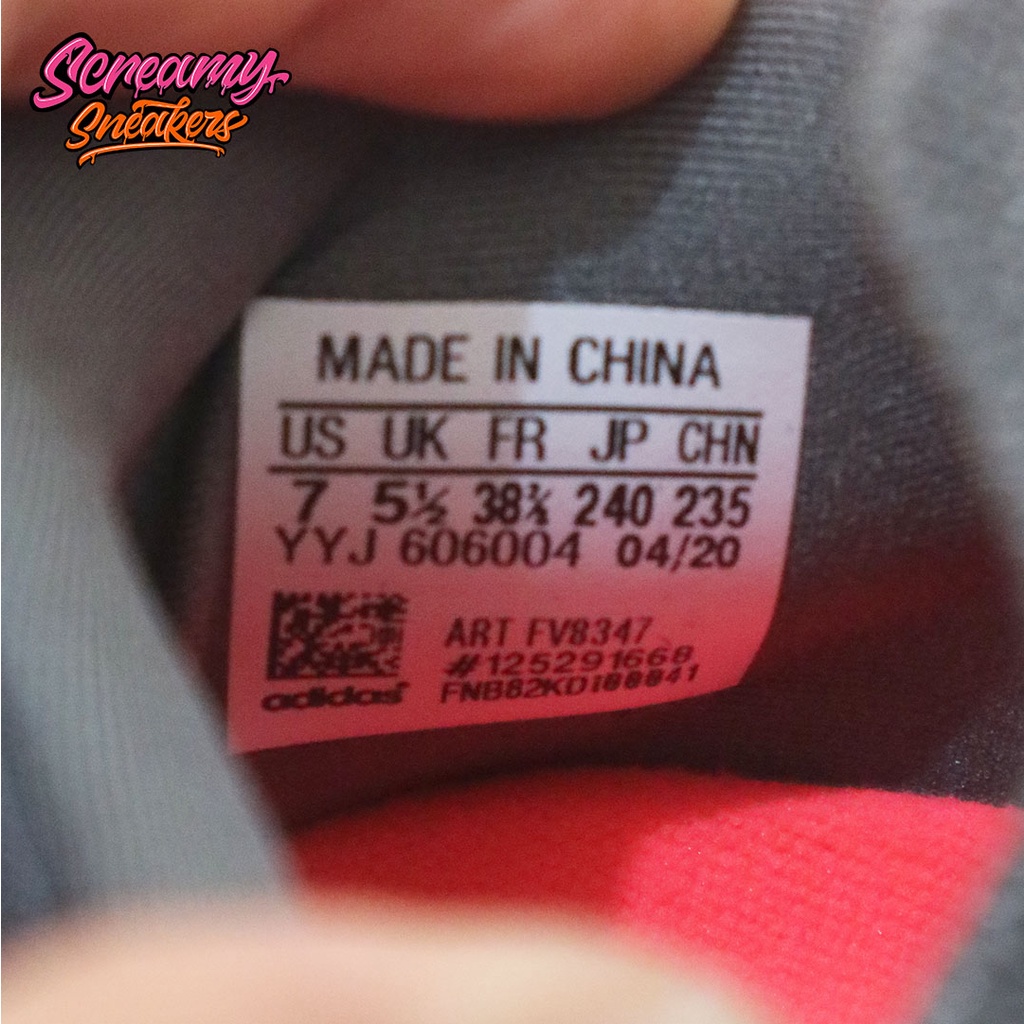 Screamy
Sneakers
MADE IN CHINA
US UK FR JP CHN
7 5½ 38⅔ 240 235
YYJ 606004 04/20
ART FV8347
#125291668
adidas